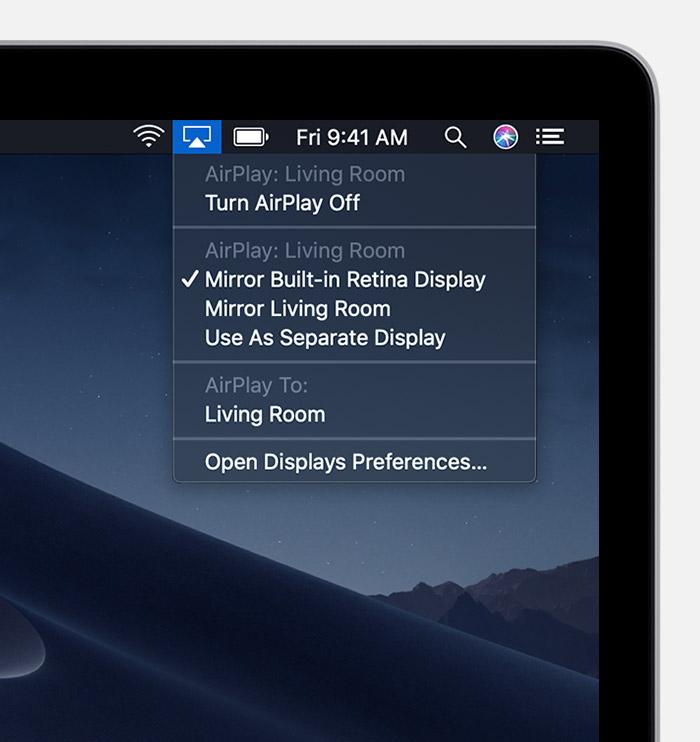 Fri 9:41 AM
AirPlay: Living Room
Turn AirPlay Off
AirPlay: Living Room
Mirror Built-in Retina Display
Mirror Living Room
Use As Separate Display
AirPlay To:
Living Room
Open Displays Preferences...